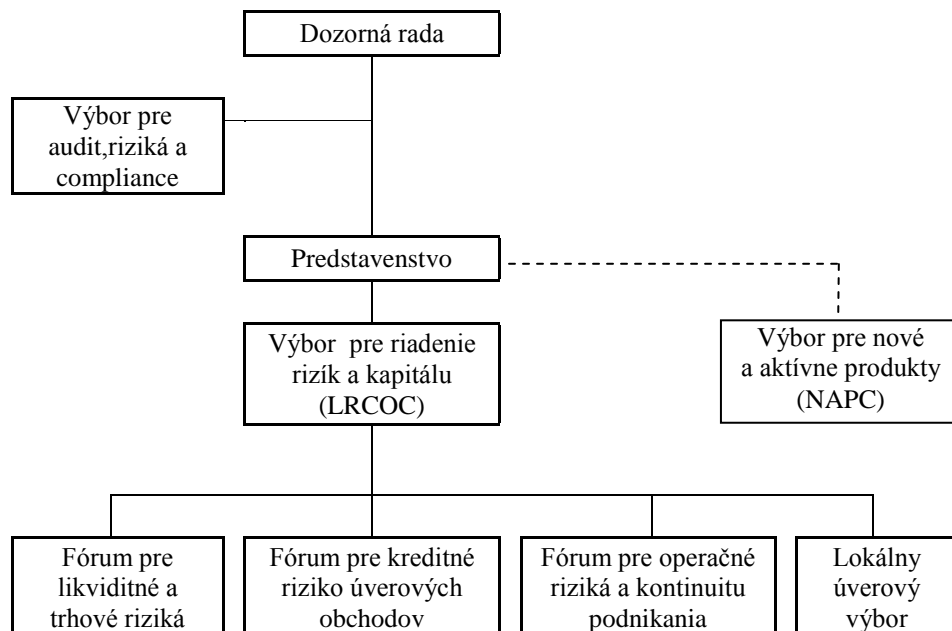 Dozorná rada
Výbor pre
audit,riziká a
compliance
Predstavenstvo
Výbor pre riadenie
rizík a kapitálu
(LRCOC)
Výbor pre nové
a aktívne produkty
(NAPC)
Fórum pre
likviditné a
trhové riziká
Fórum pre kreditné
riziko úverových
obchodov
Fórum pre operačné
riziká a kontinuitu
podnikania
Lokálny
úverový
výbor